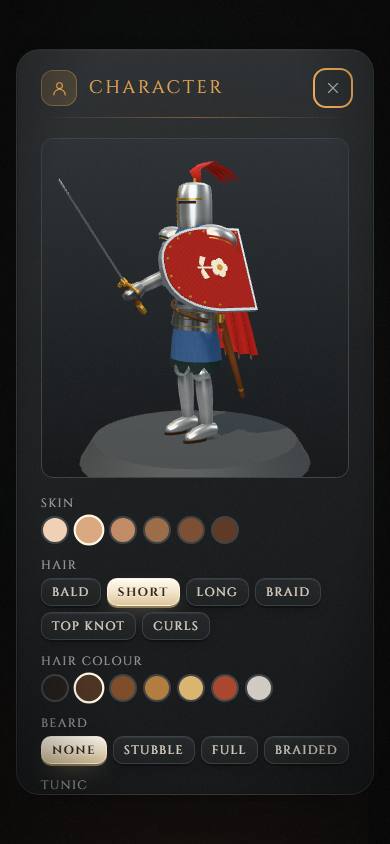 CHARACTER
SKIN
HAIR
BALD SHORT LONG BRAID
TOP KNOT CURLS
HAIR COLOUR
BEARD
NONE STUBBLE FULL BRAIDED
TUNIC